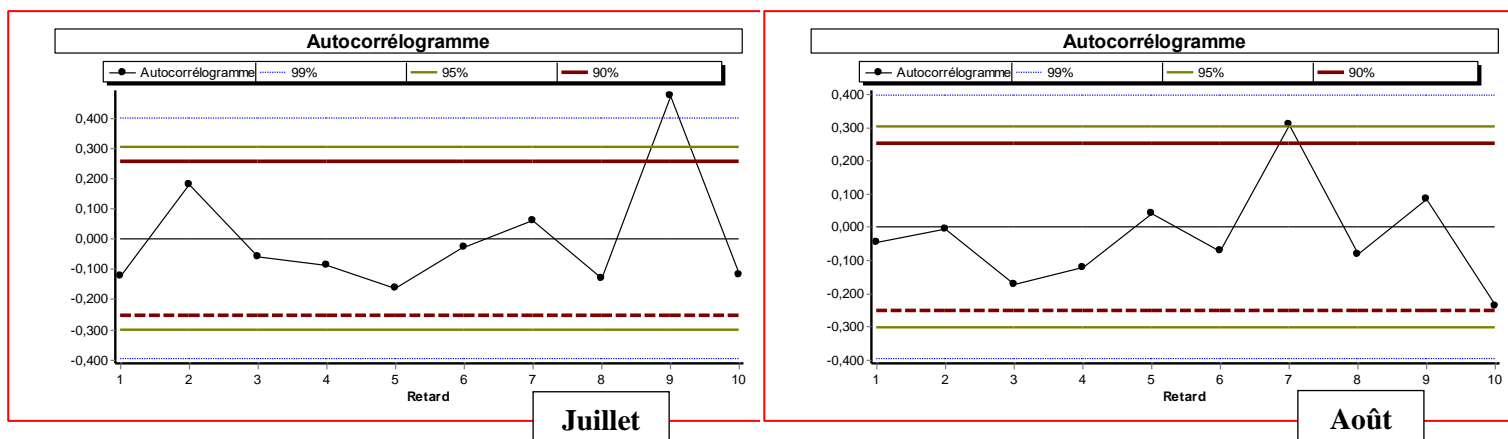 Autocorrélogramme
Autocorrélogramme 99% 95% 90%
0,400
0,300
0,200
0,100
0,000
-0,100
-0,200
-0,300
-0,400
1 2 3 4 5 6 7 8 9 10
Retard
Juillet
Autocorrélogramme
Autocorrélogramme 99% 95% 90%
0,400
0,300
0,200
0,100
0,000
-0,100
-0,200
-0,300
-0,400
1 2 3 4 5 6 7 8 9 10
Retard
Août